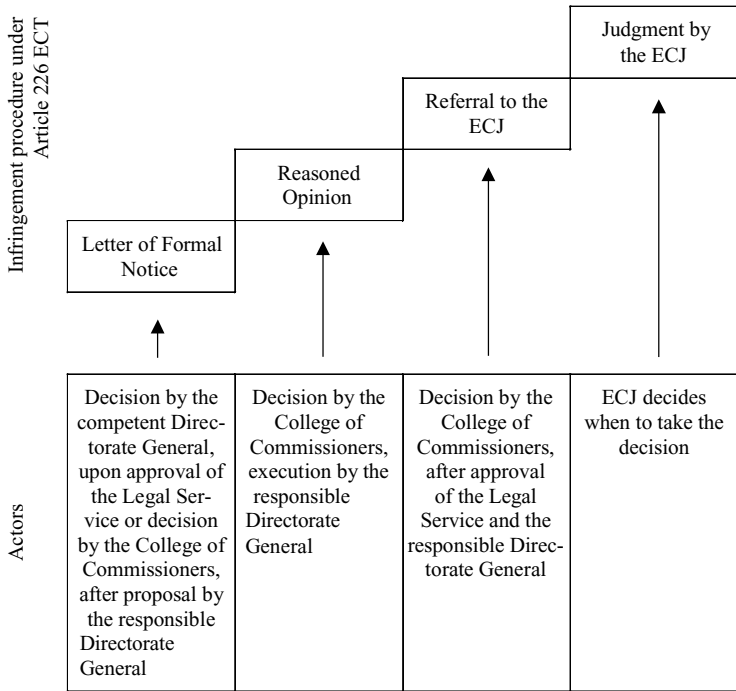 Infringement procedure under
Article 226 ECT
Judgment by
the ECJ
Referral to the
ECJ
Reasoned
Opinion
Letter of Formal
Notice
Actors
Decision by the
competent Direc-
torate General,
upon approval of
the Legal Ser-
vice or decision
by the College of
Commissioners,
after proposal by
the responsible
Directorate
General
Decision by the
College of
Commissioners,
execution by the
responsible
Directorate
General
Decision by the
College of
Commissioners,
after approval
of the Legal
Service and the
responsible Direc-
torate General
ECJ decides
when to take the
decision